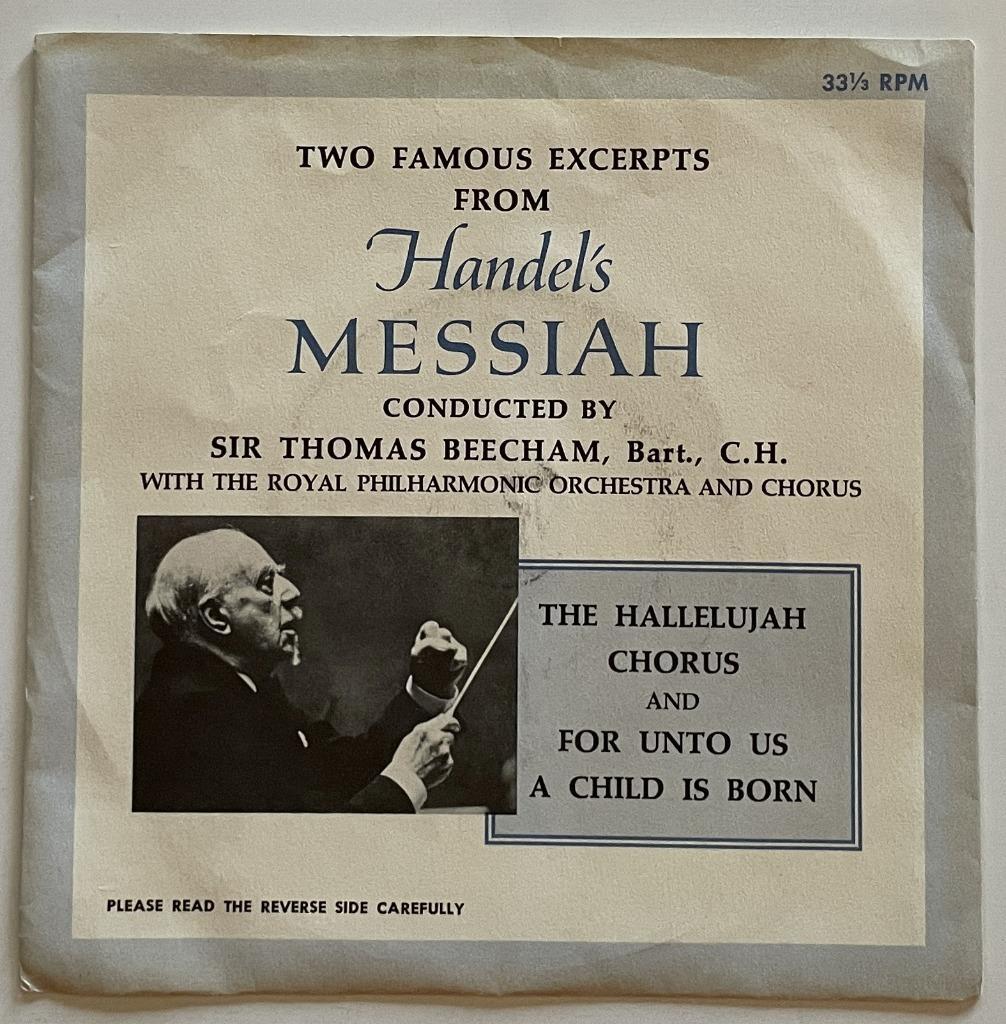 33⅓ RPM
TWO FAMOUS EXCERPTS
FROM
Handel's
MESSIAH
CONDUCTED BY
SIR THOMAS BEECHAM, Bart., C.H.
WITH THE ROYAL PHILHARMONIC ORCHESTRA AND CHORUS
THE HALLELUJAH
CHORUS
AND
FOR UNTO US
A CHILD IS BORN
PLEASE READ THE REVERSE SIDE CAREFULLY